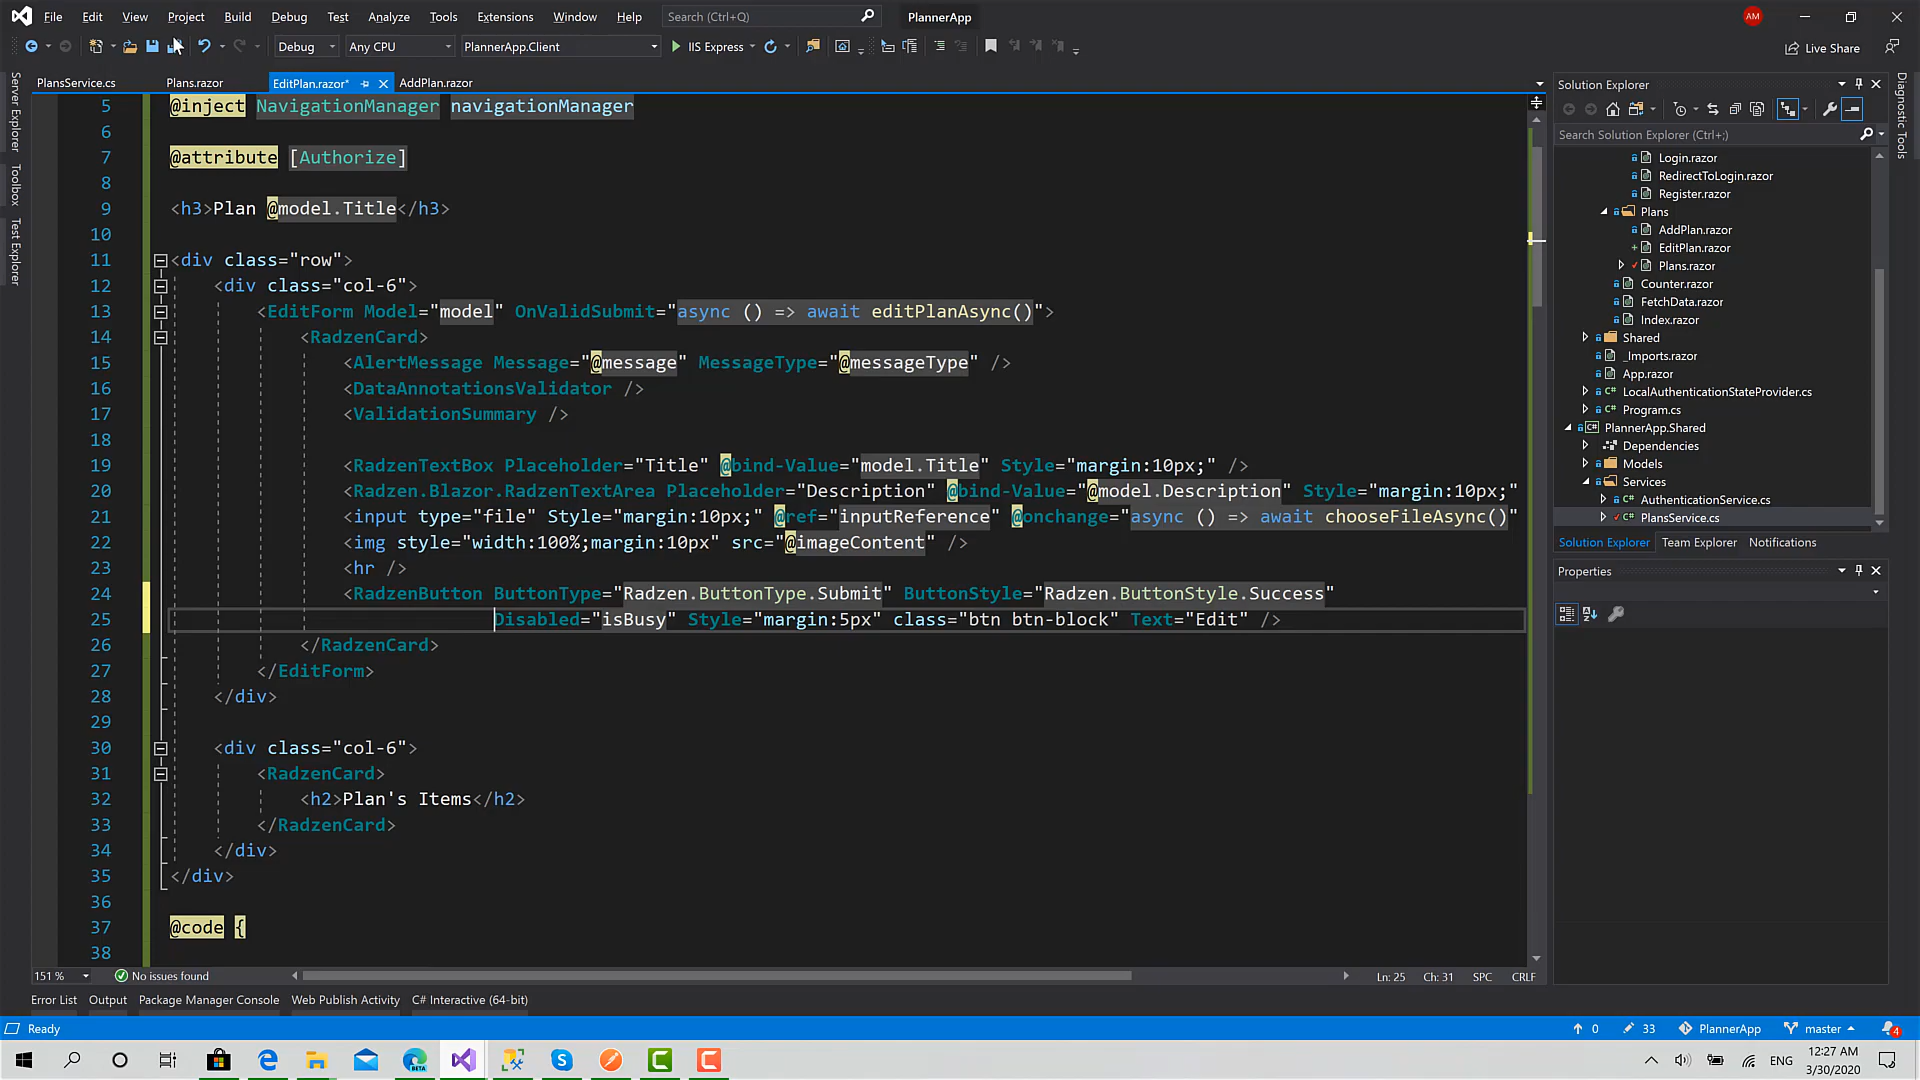 File Edit View Project Build Debug Test Analyze Tools Extensions Window Help Search (Ctrl+Q) PlannerApp AM
Debug Any CPU PlannerApp.Client IIS Express Live Share
PlansService.cs Plans.razor EditPlan.razor* AddPlan.razor
Server Explorer
Toolbox
Test Explorer
5 @inject NavigationManager navigationManager
6
7 @attribute [Authorize]
8
9 <h3>Plan @model.Title</h3>
10
11 <div class="row">
12 <div class="col-6">
13 <EditForm Model="model" OnValidSubmit="async () => await editPlanAsync()">
14 <RadzenCard>
15 <AlertMessage Message="@message" MessageType="@messageType" />
16 <DataAnnotationsValidator />
17 <ValidationSummary />
18
19 <RadzenTextBox Placeholder="Title" @bind-Value="model.Title" Style="margin:10px;" />
20 <Radzen.Blazor.RadzenTextArea Placeholder="Description" @bind-Value="@model.Description" Style="margin:10px;"
21 <input type="file" Style="margin:10px;" @ref="inputReference" @onchange="async () => await chooseFileAsync()"
22 <img style="width:100%;margin:10px" src="@imageContent" />
23 <hr />
24 <RadzenButton ButtonType="Radzen.ButtonType.Submit" ButtonStyle="Radzen.ButtonStyle.Success"
25 Disabled="isBusy" Style="margin:5px" class="btn btn-block" Text="Edit" />
26 </RadzenCard>
27 </EditForm>
28 </div>
29
30 <div class="col-6">
31 <RadzenCard>
32 <h2>Plan's Items</h2>
33 </RadzenCard>
34 </div>
35 </div>
36
37 @code {
38
151 % No issues found Ln: 25 Ch: 31 SPC CRLF
Solution Explorer
Search Solution Explorer (Ctrl+;)
Login.razor
RedirectToLogin.razor
Register.razor
Plans
AddPlan.razor
EditPlan.razor
Plans.razor
Counter.razor
FetchData.razor
Index.razor
Shared
_Imports.razor
App.razor
LocalAuthenticationStateProvider.cs
Program.cs
PlannerApp.Shared
Dependencies
Models
Services
AuthenticationService.cs
PlansService.cs
Solution Explorer Team Explorer Notifications
Properties
Diagnostic Tools
Error List Output Package Manager Console Web Publish Activity C# Interactive (64-bit)
Ready 0 33 PlannerApp master 4
BETA
ENG 12:27 AM
3/30/2020